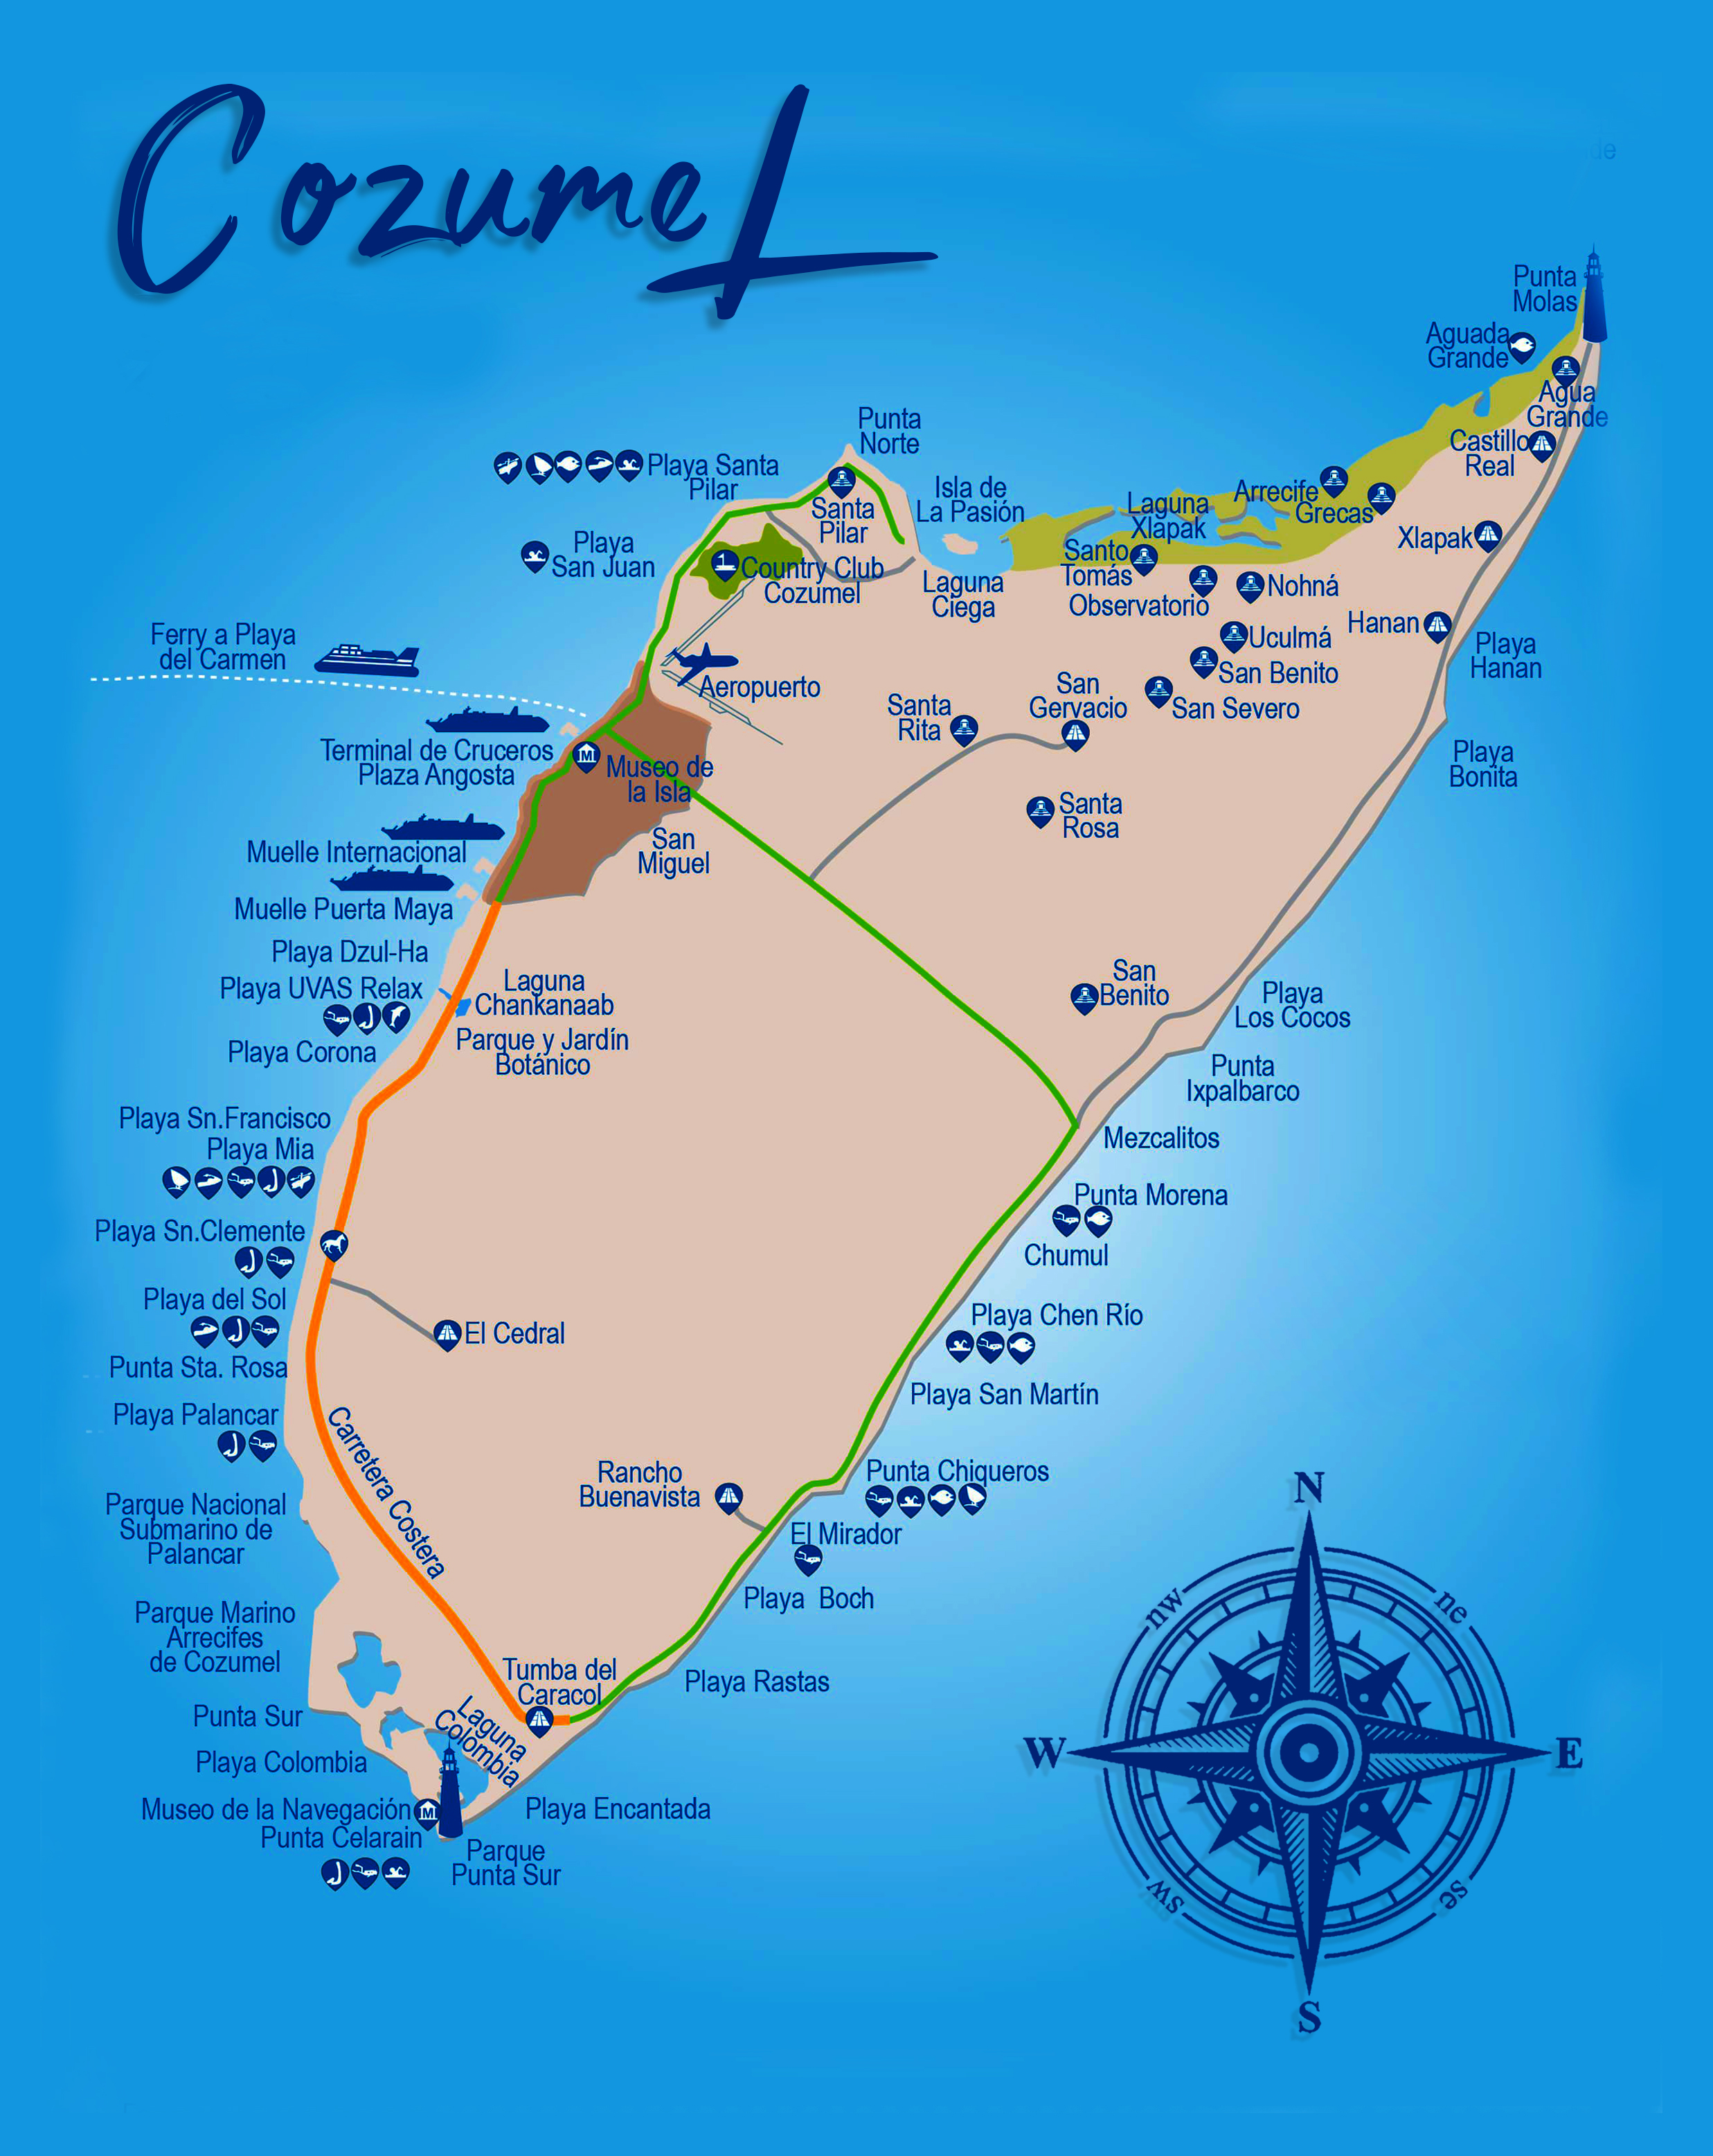 Cozumel
de
Punta
Molas
Aguada
Grande
Agua
Grande
Castillo
Real
Punta
Norte
Playa Santa
Pilar
Santa
Pilar
Isla de
La Pasión
Laguna
Xlapak
Arrecife
Grecas
Xlapak
Playa
San Juan
Country Club
Cozumel
Laguna
Ciega
Santo
Tomás
Observatorio
Nohná
Hanan
Uculmá
Playa
Hanan
Ferry a Playa
del Carmen
San Benito
San
Gervacio
San Severo
Aeropuerto
Santa
Rita
Terminal de Cruceros
Plaza Angosta
M
Museo de
la Isla
Playa
Bonita
Santa
Rosa
San
Miguel
Muelle Internacional
Muelle Puerta Maya
Playa Dzul-Ha
Playa UVAS Relax
Laguna
Chankanaab
San
Benito
Playa
Los Cocos
Playa Corona
Parque y Jardín
Botánico
Punta
Ixpalbarco
Playa Sn.Francisco
Playa Mia
Mezcalitos
Punta Morena
Playa Sn.Clemente
Chumul
Playa del Sol
El Cedral
Playa Chen Río
Punta Sta. Rosa
Playa San Martín
Playa Palancar
Carretera Costera
Rancho
Buenavista
Punta Chiqueros
Parque Nacional
Submarino de
Palancar
El Mirador
Playa Boch
Parque Marino
Arrecifes
de Cozumel
Tumba del
Caracol
Playa Rastas
Punta Sur
Laguna
Colombia
Playa Colombia
Museo de la Navegación
M
Playa Encantada
Punta Celarain
Parque
Punta Sur
N
nw
ne
W
E
sw
se
S